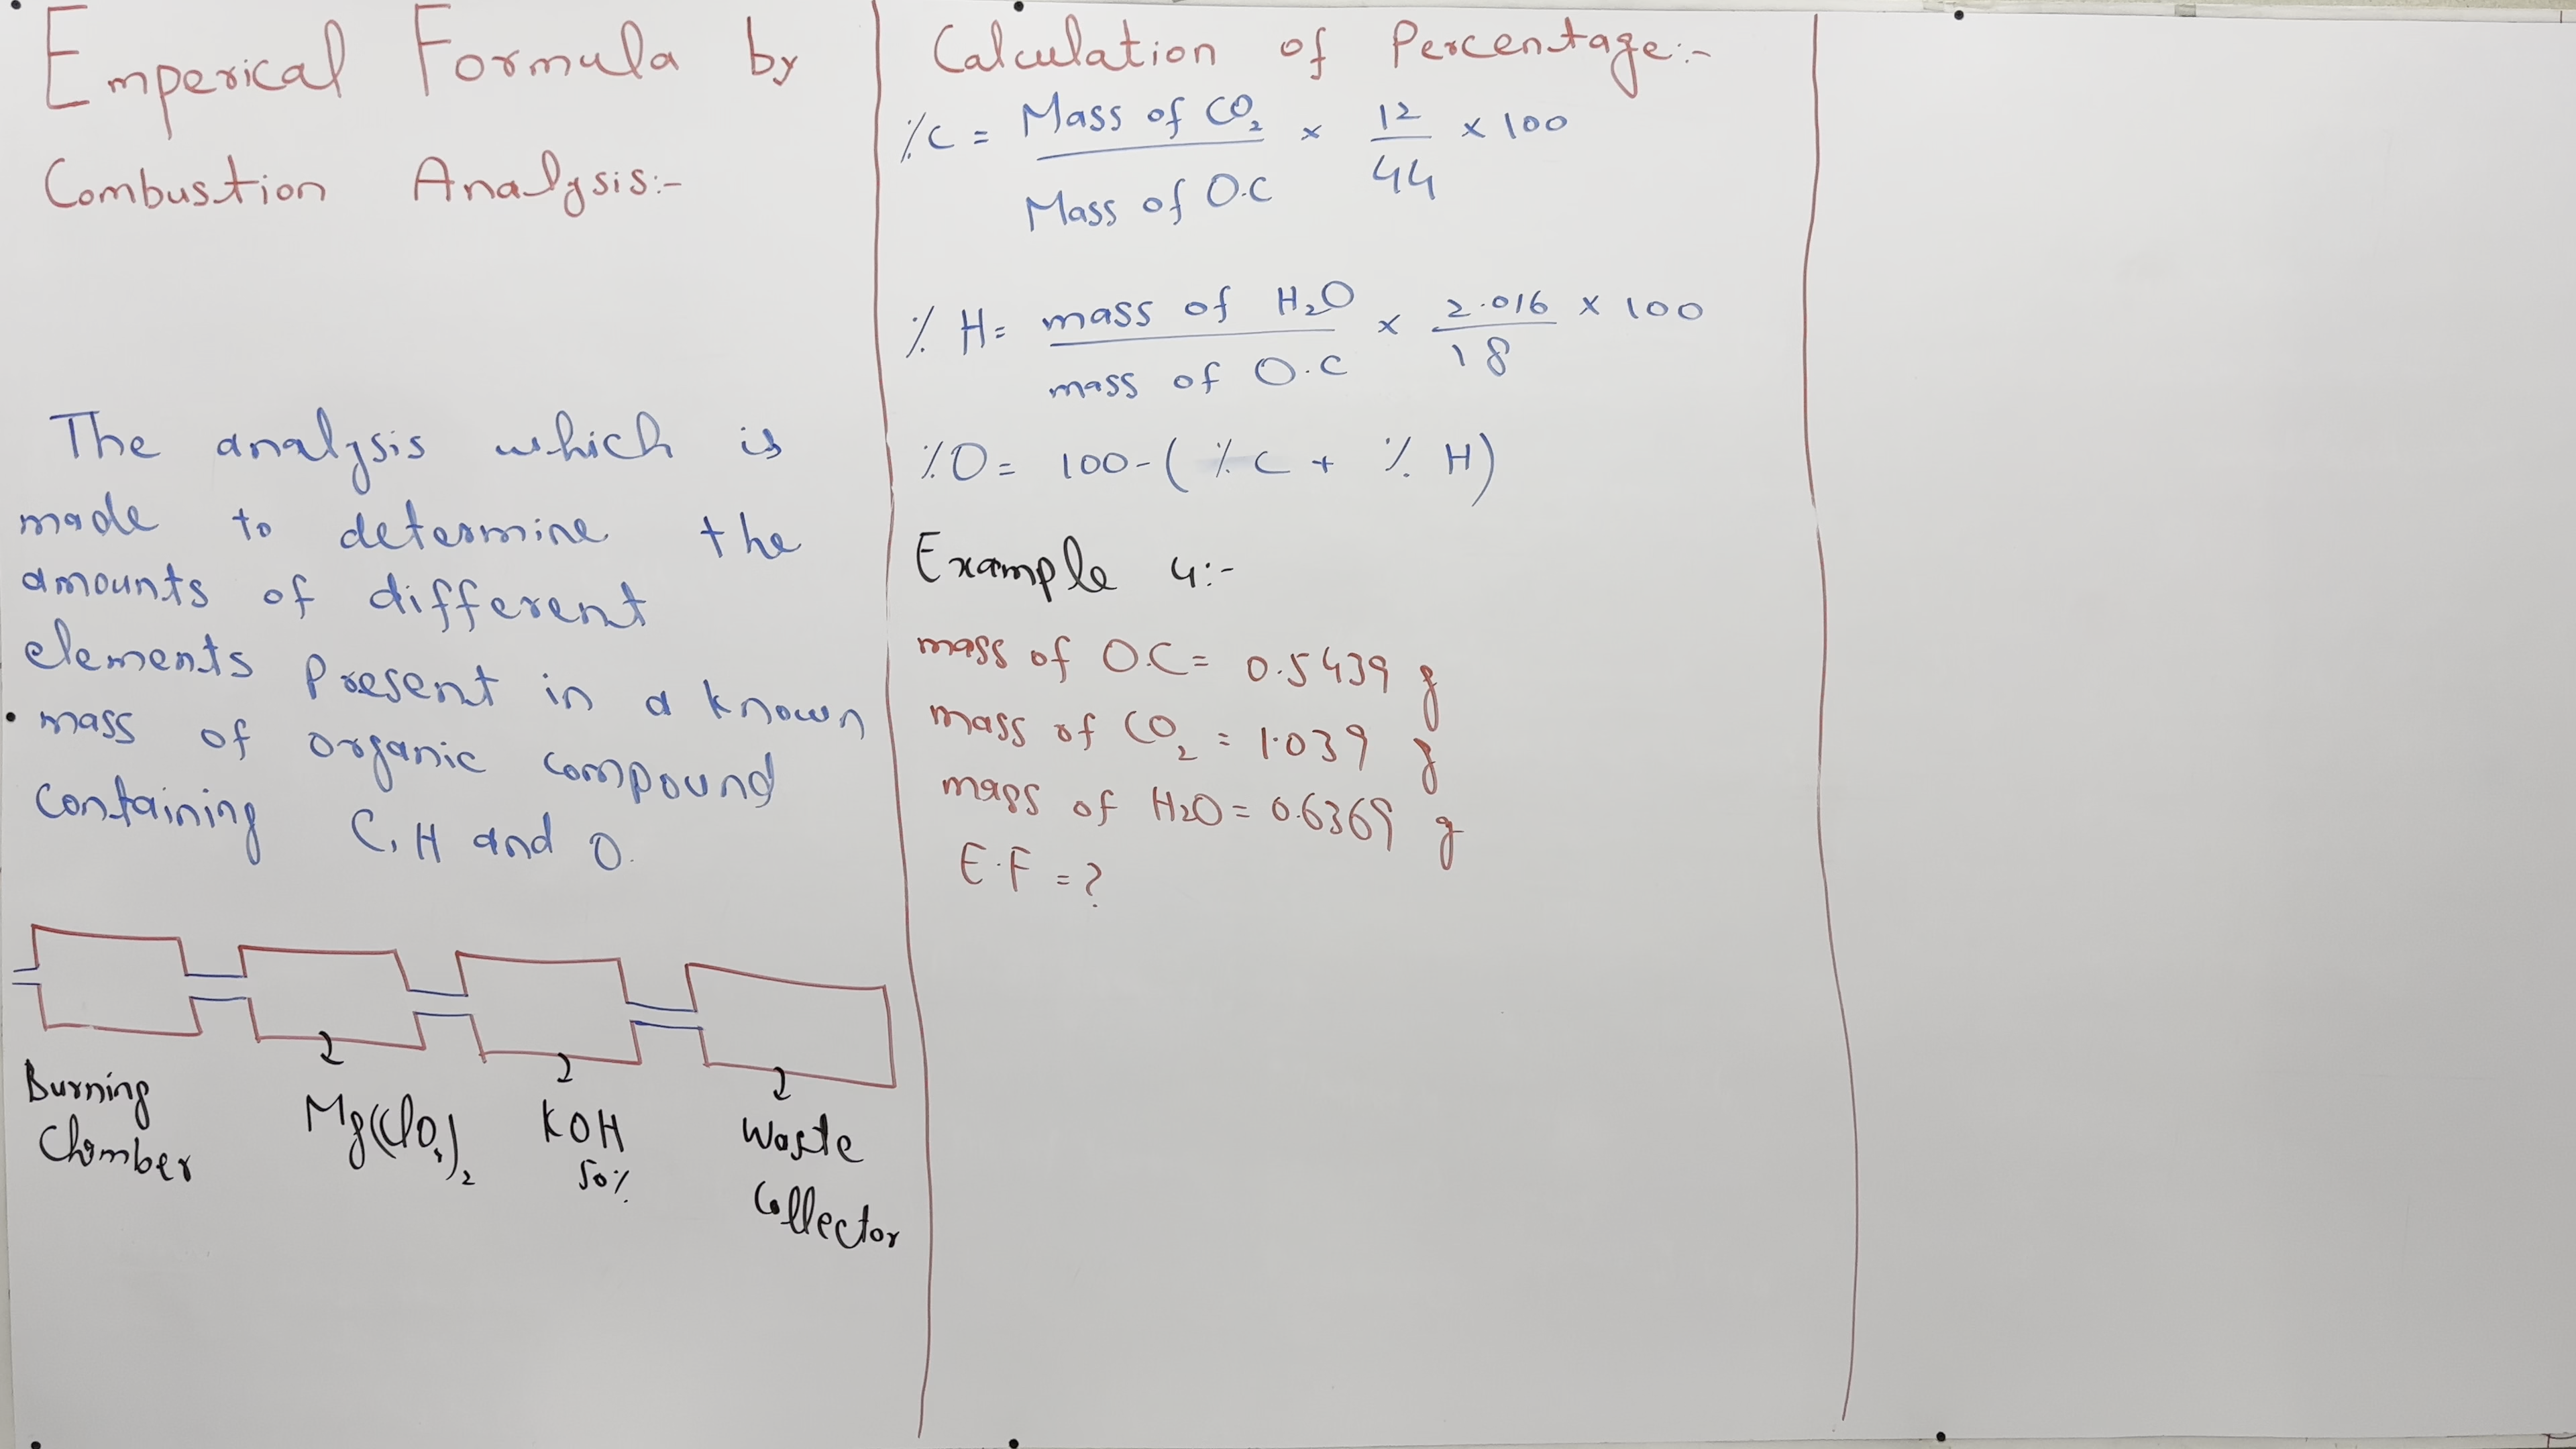 Emperical Formula by
Combustion Analysis:-
The analysis which is
made to determine the
amounts of different
elements Present in a known
mass of organic compound
containing C, H and O.
Burning
Chamber
Mg(ClO₄)₂
KOH
50%
Waste
Collector
Calculation of Percentage:-
%C = Mass of CO₂ / Mass of O.C × 12/44 × 100
% H = mass of H₂O / mass of O.C × 2.016/18 × 100
%O = 100-( %C + % H)
Example 4:-
mass of O.C = 0.5439 g
mass of CO₂ = 1.039 g
mass of H₂O = 0.6369 g
E.F = ?